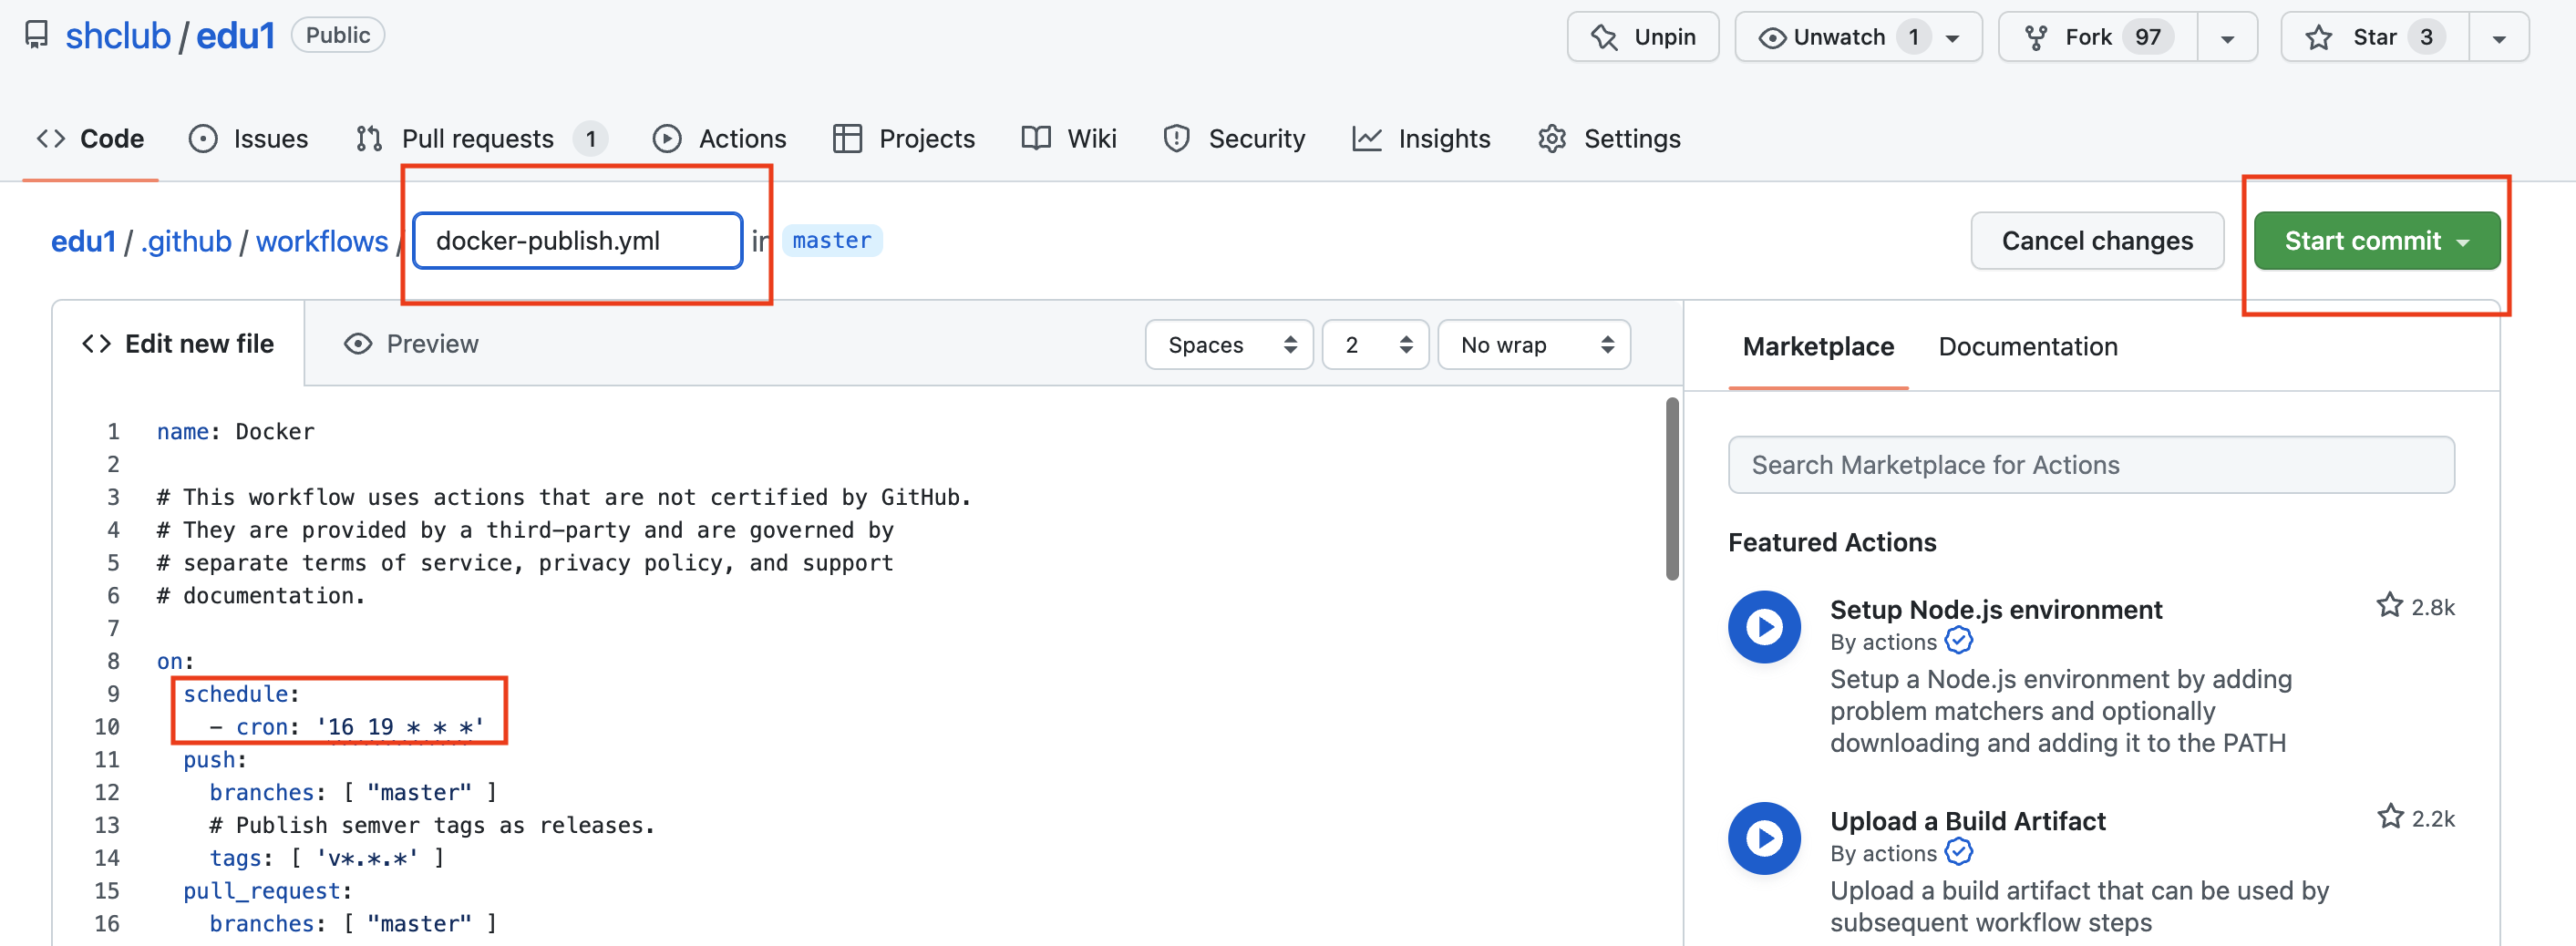 shclub / edu1 Public Unpin Unwatch 1 Fork 97 Star 3
Code Issues Pull requests 1 Actions Projects Wiki Security Insights Settings
edu1 / .github / workflows / docker-publish.yml in master Cancel changes Start commit
Edit new file Preview Spaces 2 No wrap
1 name: Docker
2
3 # This workflow uses actions that are not certified by GitHub.
4 # They are provided by a third-party and are governed by
5 # separate terms of service, privacy policy, and support
6 # documentation.
7
8 on:
9 schedule:
10 - cron: '16 19 * * *'
11 push:
12 branches: [ "master" ]
13 # Publish semver tags as releases.
14 tags: [ 'v*.*.*' ]
15 pull_request:
16 branches: [ "master" ]
Marketplace Documentation
Search Marketplace for Actions
Featured Actions
Setup Node.js environment 2.8k
By actions
Setup a Node.js environment by adding
problem matchers and optionally
downloading and adding it to the PATH
Upload a Build Artifact 2.2k
By actions
Upload a build artifact that can be used by
subsequent workflow steps